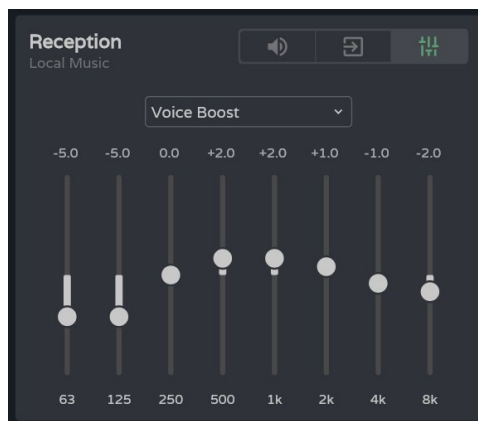 Reception
Local Music
Voice Boost
-5.0 -5.0 0.0 +2.0 +2.0 +1.0 -1.0 -2.0
63 125 250 500 1k 2k 4k 8k